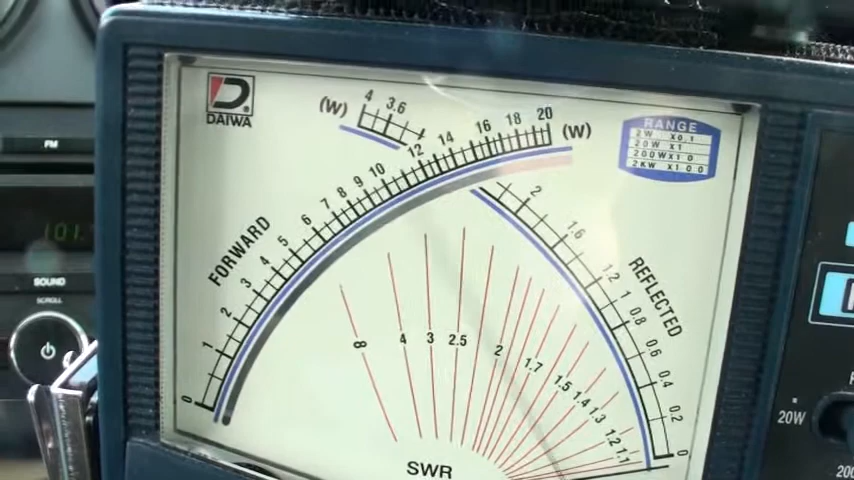 DAIWA
(W) 4 3.6
FORWARD 0 1 2 3 4 5 6 7 8 9 10 12 14 16 18 20 (W)
RANGE
2W X0.1
20W X1
200W X10
2KW X100
REFLECTED 2 1.6 1.2 1 0.8 0.6 0.4 0.2 0
8 4 3 2.5 2 1.7 1.5 1.4 1.3 1.2 1.1
SWR
FM
101.
SOUND
SCROLL
20W
200